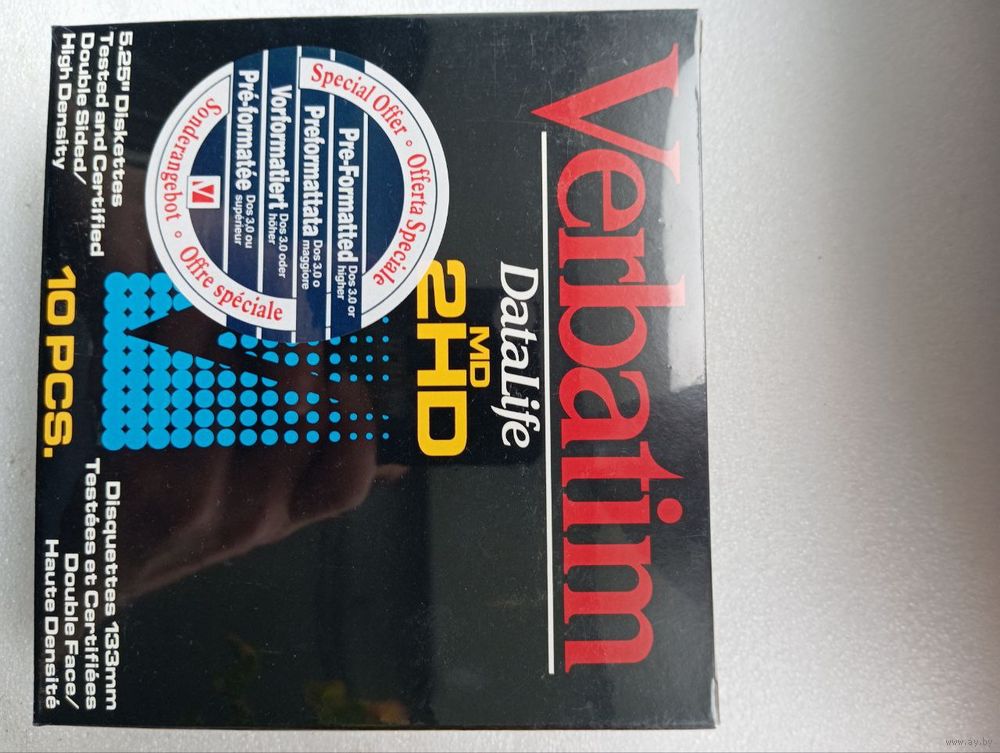 Verbatim
DataLife
MD
2HD
Special Offer ◦ Offerta Speciale
Pre-Formatted Dos 3.0 or
higher
Preformattata Dos 3.0 o
maggiore
Vorformatiert Dos 3.0 oder
höher
Pré-formatée Dos 3.0 ou
supérieur
Sonderangebot ◦ Offre spéciale
5.25" Diskettes
Tested and Certified
Double Sided/
High Density
10 PCS.
Disquettes 133mm
Testées et Certifiées
Double Face/
Haute Densité
www.ay.by